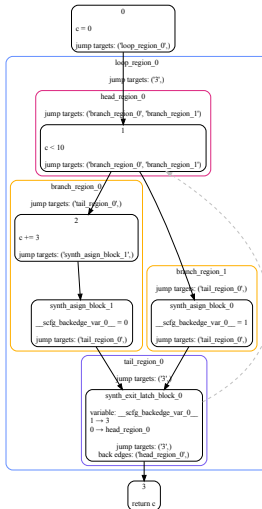 0
c = 0
jump targets: ('loop_region_0',)
loop_region_0
jump targets: ('3',)
head_region_0
jump targets: ('branch_region_0', 'branch_region_1')
1
c < 10
jump targets: ('branch_region_0', 'branch_region_1')
branch_region_0
jump targets: ('tail_region_0',)
2
c += 3
jump targets: ('synth_asign_block_1',)
branch_region_1
jump targets: ('tail_region_0',)
synth_asign_block_1
__scfg_backedge_var_0__ = 0
jump targets: ('tail_region_0',)
synth_asign_block_0
__scfg_backedge_var_0__ = 1
jump targets: ('tail_region_0',)
tail_region_0
jump targets: ('3',)
synth_exit_latch_block_0
variable: __scfg_backedge_var_0__
1 → 3
0 → head_region_0
jump targets: ('3',)
back edges: ('head_region_0',)
3
return c